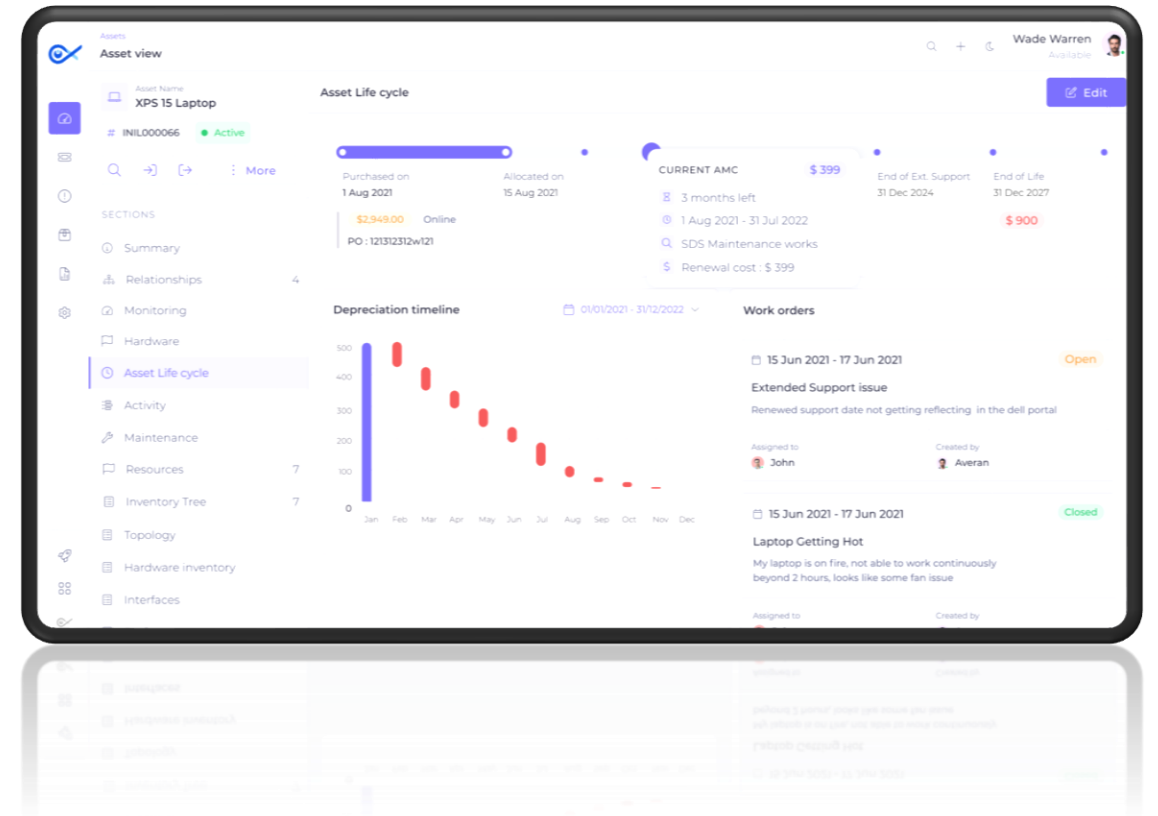 Assets
Asset view
Wade Warren
Available
Asset Name
XPS 15 Laptop
# INIL000066
Active
More
SECTIONS
Summary
Relationships 4
Monitoring
Hardware
Asset Life cycle
Activity
Maintenance
Resources 7
Inventory Tree 7
Topology
Hardware inventory
Interfaces
Asset Life cycle
Edit
Purchased on
1 Aug 2021
$2,949.00 Online
PO : 121312312w121
Allocated on
15 Aug 2021
CURRENT AMC $ 399
3 months left
1 Aug 2021 - 31 Jul 2022
SDS Maintenance works
$ Renewal cost : $ 399
End of Ext. Support
31 Dec 2024
End of Life
31 Dec 2027
$ 900
Depreciation timeline
01/01/2021 - 31/12/2022
500
400
300
200
100
0
Jan Feb Mar Apr May Jun Jul Aug Sep Oct Nov Dec
Work orders
15 Jun 2021 - 17 Jun 2021 Open
Extended Support issue
Renewed support date not getting reflecting in the dell portal
Assigned to Created by
John Averan
15 Jun 2021 - 17 Jun 2021 Closed
Laptop Getting Hot
My laptop is on fire, not able to work continuously
beyond 2 hours, looks like some fan issue
Assigned to Created by